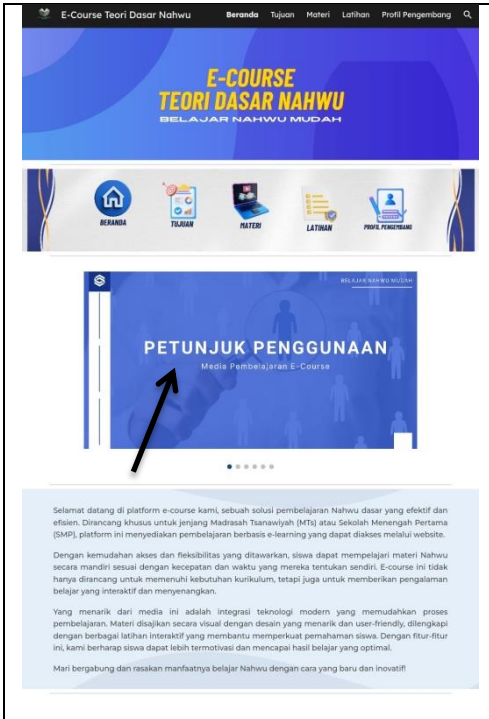 E-Course Teori Dasar Nahwu Beranda Tujuan Materi Latihan Profil Pengembang
E-COURSE
TEORI DASAR NAHWU
BELAJAR NAHWU MUDAH
BERANDA TUJUAN MATERI LATIHAN PROFIL PENGEMBANG
BELAJAR NAHWU MUDAH
PETUNJUK PENGGUNAAN
Media Pembelajaran E-Course
Selamat datang di platform e-course kami, sebuah solusi pembelajaran Nahwu dasar yang efektif dan
efisien. Dirancang khusus untuk jenjang Madrasah Tsanawiyah (MTs) atau Sekolah Menengah Pertama
(SMP), platform ini menyediakan pembelajaran berbasis e-learning yang dapat diakses melalui website.
Dengan kemudahan akses dan fleksibilitas yang ditawarkan, siswa dapat mempelajari materi Nahwu
secara mandiri sesuai dengan kecepatan dan waktu yang mereka tentukan sendiri. E-course ini tidak
hanya dirancang untuk memenuhi kebutuhan kurikulum, tetapi juga untuk memberikan pengalaman
belajar yang interaktif dan menyenangkan.
Yang menarik dari media ini adalah integrasi teknologi modern yang memudahkan proses
pembelajaran. Materi disajikan secara visual dengan desain yang menarik dan user-friendly, dilengkapi
dengan berbagai latihan interaktif yang membantu memperkuat pemahaman siswa. Dengan fitur-fitur
ini, kami berharap siswa dapat lebih termotivasi dan mencapai hasil belajar yang optimal.
Mari bergabung dan rasakan manfaatnya belajar Nahwu dengan cara yang baru dan inovatif!